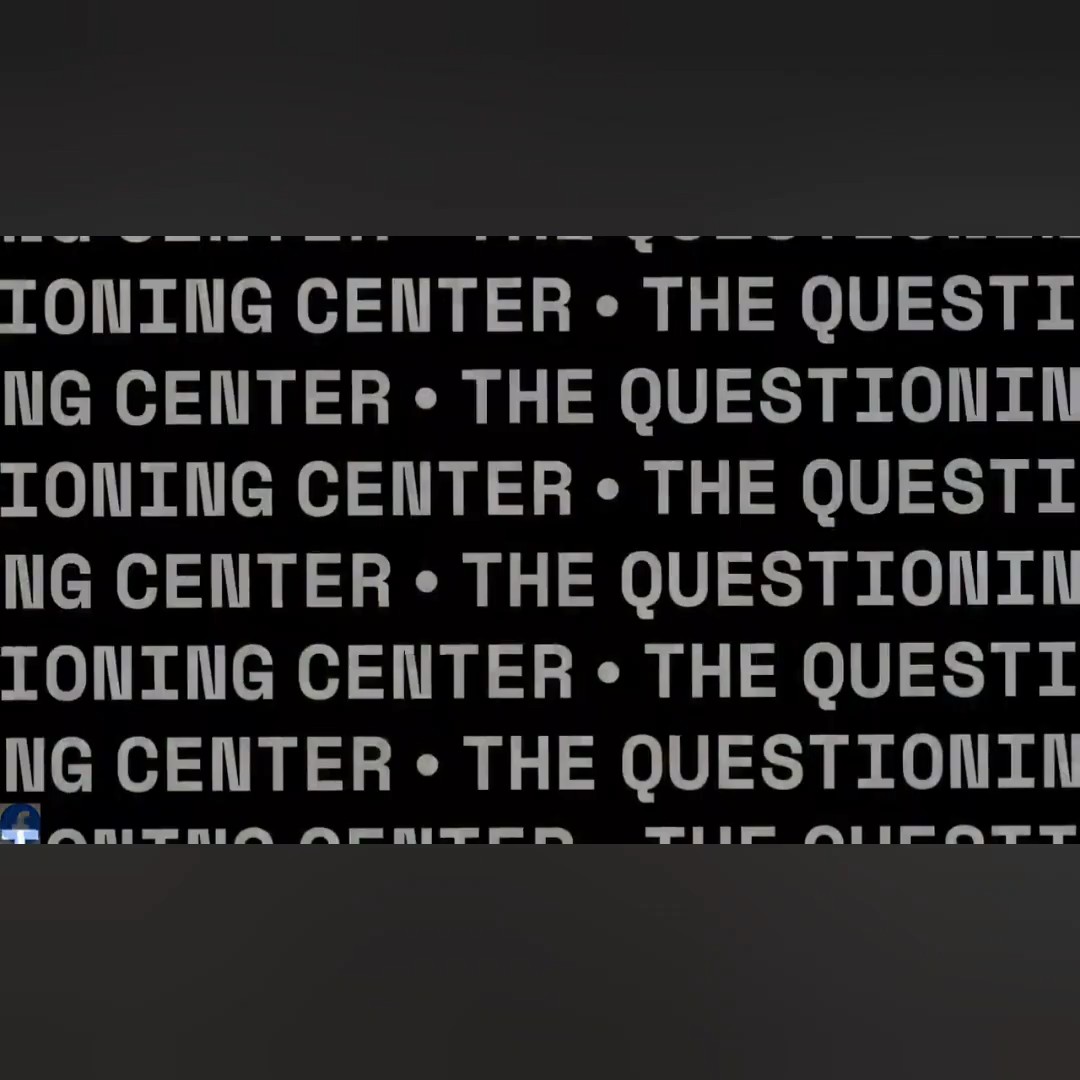 IONING CENTER • THE QUESTI
NG CENTER • THE QUESTIONIN
IONING CENTER • THE QUESTI
NG CENTER • THE QUESTIONIN
IONING CENTER • THE QUESTI
NG CENTER • THE QUESTIONIN